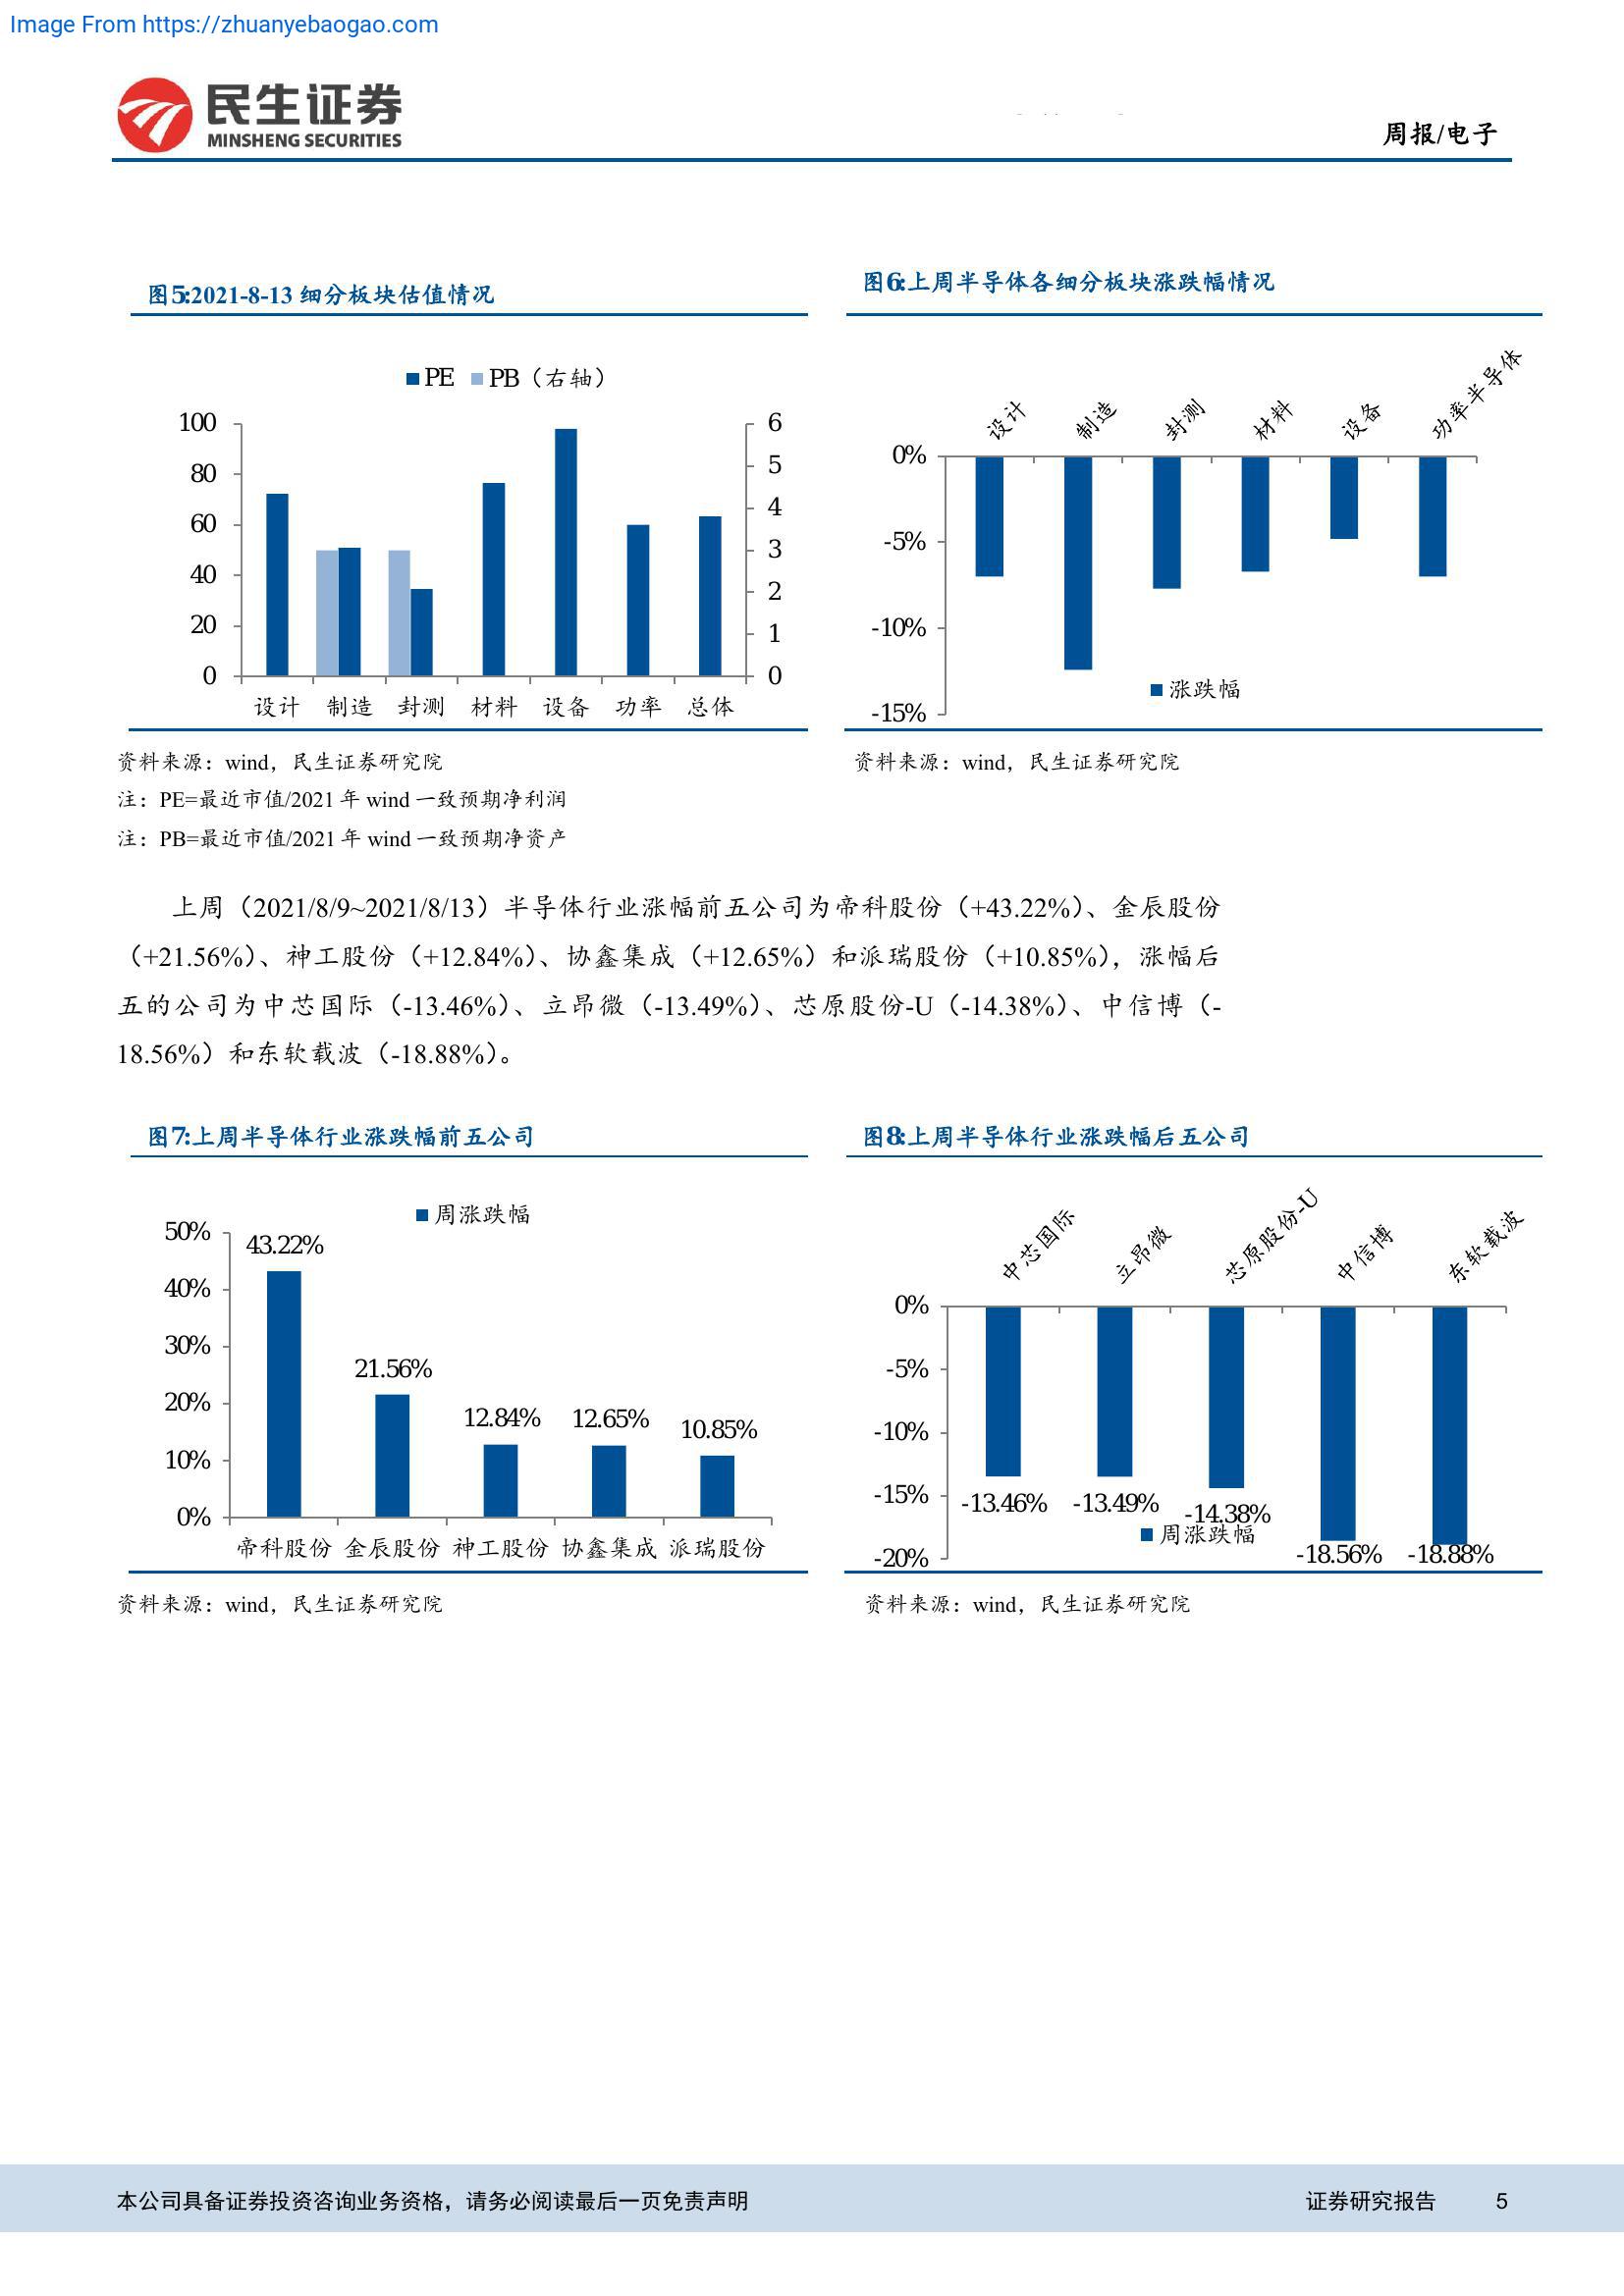 Image From https://zhuanyebaogao.com
民生证券
MINSHENG SECURITIES
周报/电子
图5:2021-8-13 细分板块估值情况
PE PB（右轴）
100
80
60
40
20
0
6
5
4
3
2
1
0
设计 制造 封测 材料 设备 功率 总体
资料来源：wind，民生证券研究院
注：PE=最近市值/2021 年 wind 一致预期净利润
注：PB=最近市值/2021 年 wind 一致预期净资产
图6:上周半导体各细分板块涨跌幅情况
设计 制造 封测 材料 设备 功率半导体
0%
-5%
-10%
-15%
涨跌幅
资料来源：wind，民生证券研究院
上周（2021/8/9~2021/8/13）半导体行业涨幅前五公司为帝科股份（+43.22%）、金辰股份
（+21.56%）、神工股份（+12.84%）、协鑫集成（+12.65%）和派瑞股份（+10.85%），涨幅后
五的公司为中芯国际（-13.46%）、立昂微（-13.49%）、芯原股份-U（-14.38%）、中信博（-
18.56%）和东软载波（-18.88%）。
图7:上周半导体行业涨跌幅前五公司
周涨跌幅
50%
40%
30%
20%
10%
0%
43.22%
21.56%
12.84%
12.65%
10.85%
帝科股份 金辰股份 神工股份 协鑫集成 派瑞股份
资料来源：wind，民生证券研究院
图8:上周半导体行业涨跌幅后五公司
中芯国际 立昂微 芯原股份-U 中信博 东软载波
0%
-5%
-10%
-15%
-20%
-13.46%
-13.49%
-14.38%
-18.56%
-18.88%
周涨跌幅
资料来源：wind，民生证券研究院
本公司具备证券投资咨询业务资格，请务必阅读最后一页免责声明
证券研究报告 5